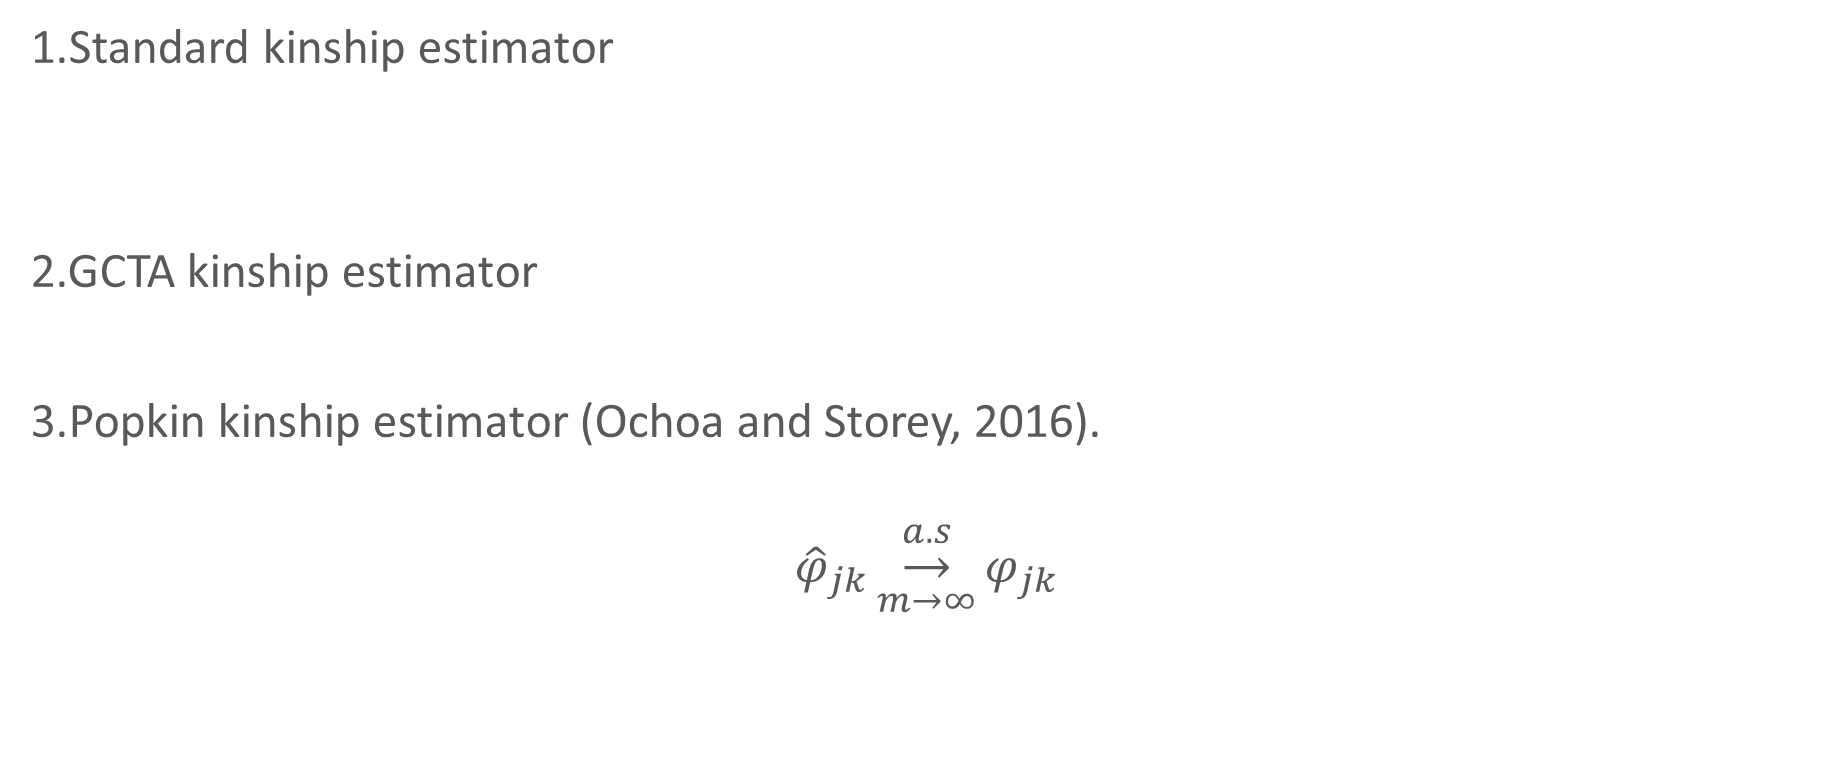 1.Standard kinship estimator
2.GCTA kinship estimator
3.Popkin kinship estimator (Ochoa and Storey, 2016).
φ̂jk a.s → m→∞ φjk